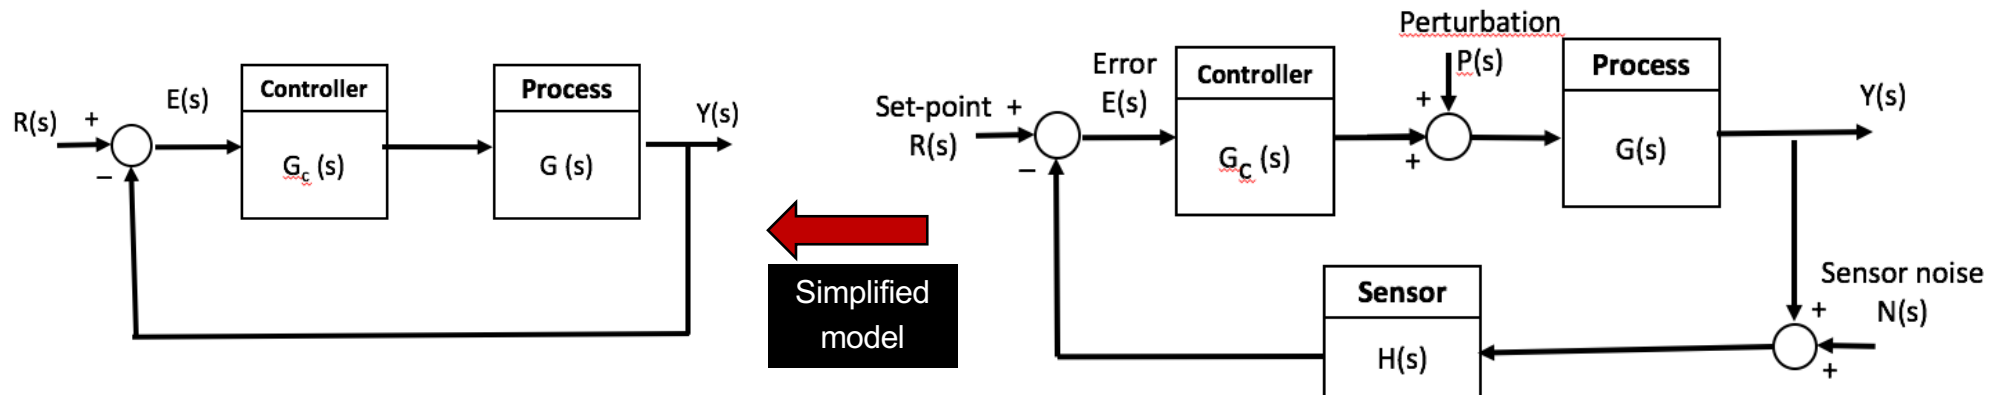 R(s)
+
–
E(s)
Controller
Gc (s)
Process
G (s)
Y(s)
Simplified
model
Set-point +
R(s)
–
Error
E(s)
Controller
Gc (s)
Perturbation
P(s)
+
+
Process
G(s)
Y(s)
Sensor noise
N(s)
+
+
Sensor
H(s)